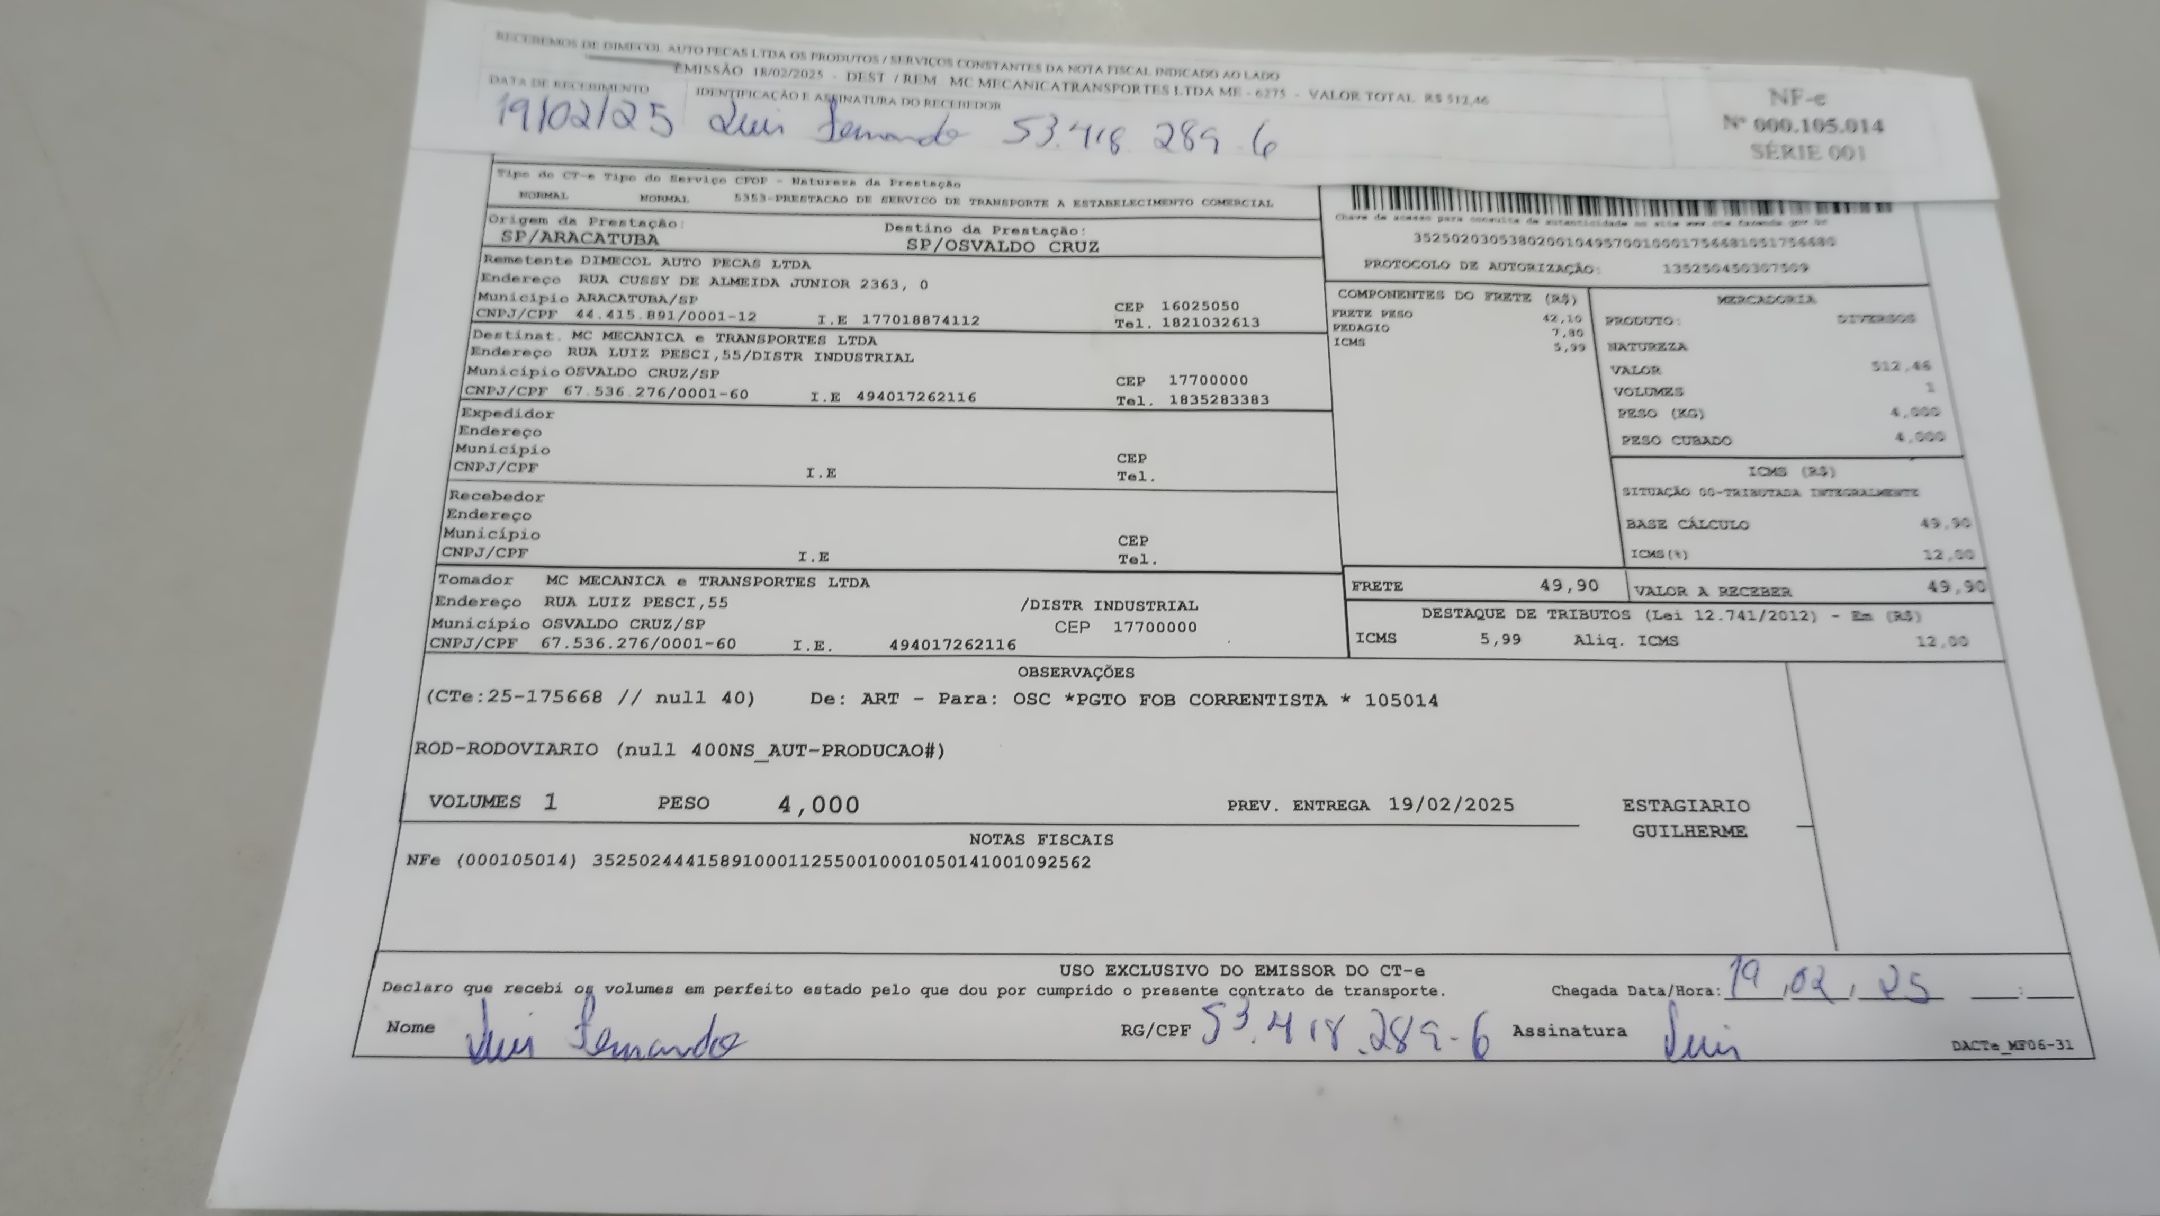 RECEBEMOS DE DIMECOL AUTO PECAS LTDA OS PRODUTOS / SERVIÇOS CONSTANTES DA NOTA FISCAL INDICADO AO LADO
EMISSÃO 18/02/2025 - DEST / REM MC MECANICATRANSPORTES LTDA ME - 6275 - VALOR TOTAL R$ 512,46
DATA DE RECEBIMENTO IDENTIFICAÇÃO E ASSINATURA DO RECEBEDOR
19/02/25 Luis Fernando 53.418.289-6
NF-e
Nº 000.105.014
SÉRIE 001
Tipo do CT-e Tipo do Serviço CFOP - Natureza da Prestação
NORMAL NORMAL 5353-PRESTACAO DE SERVICO DE TRANSPORTE A ESTABELECIMENTO COMERCIAL
Origem da Prestação: Destino da Prestação:
SP/ARACATUBA SP/OSVALDO CRUZ
Remetente DIMECOL AUTO PECAS LTDA
Endereço RUA CUSSY DE ALMEIDA JUNIOR 2363, 0
Município ARACATUBA/SP CEP 16025050
CNPJ/CPF 44.415.891/0001-12 I.E 177018874112 Tel. 1821032613
Destinat. MC MECANICA e TRANSPORTES LTDA
Endereço RUA LUIZ PESCI,55/DISTR INDUSTRIAL
Município OSVALDO CRUZ/SP CEP 17700000
CNPJ/CPF 67.536.276/0001-60 I.E 494017262116 Tel. 1835283383
Expedidor
Endereço
Município CEP
CNPJ/CPF I.E Tel.
Recebedor
Endereço
Município CEP
CNPJ/CPF I.E Tel.
Tomador MC MECANICA e TRANSPORTES LTDA
Endereço RUA LUIZ PESCI,55 /DISTR INDUSTRIAL
Município OSVALDO CRUZ/SP CEP 17700000
CNPJ/CPF 67.536.276/0001-60 I.E. 494017262116
Chave de acesso para consulta de autenticidade no site www.cte.fazenda.gov.br
PROTOCOLO DE AUTORIZAÇÃO: 135250450307509
COMPONENTES DO FRETE (R$)
FRETE PESO 42,10
PEDAGIO 7,80
ICMS 5,99
MERCADORIA
PRODUTO: DIVERSOS
NATUREZA
VALOR 512,46
VOLUMES 1
PESO (KG) 4,000
PESO CUBADO 4,000
ICMS (R$)
SITUAÇÃO 00-TRIBUTADA INTEGRALMENTE
BASE CÁLCULO 49,90
ICMS(%) 12,00
FRETE 49,90 VALOR A RECEBER 49,90
DESTAQUE DE TRIBUTOS (Lei 12.741/2012) - Em (R$)
ICMS 5,99 Aliq. ICMS 12,00
OBSERVAÇÕES
(CTe:25-175668 // null 40) De: ART - Para: OSC *PGTO FOB CORRENTISTA * 105014
ROD-RODOVIARIO (null 400NS_AUT-PRODUCAO#)
VOLUMES 1 PESO 4,000 PREV. ENTREGA 19/02/2025
ESTAGIARIO
GUILHERME
NOTAS FISCAIS
NFe (000105014) 35250244415891000112550010001050141001092562
USO EXCLUSIVO DO EMISSOR DO CT-e
Declaro que recebi os volumes em perfeito estado pelo que dou por cumprido o presente contrato de transporte. Chegada Data/Hora: 19/02/25 __:__
Nome Luis Fernando RG/CPF 53.418.289-6 Assinatura Luis
DACTe_MF06-31